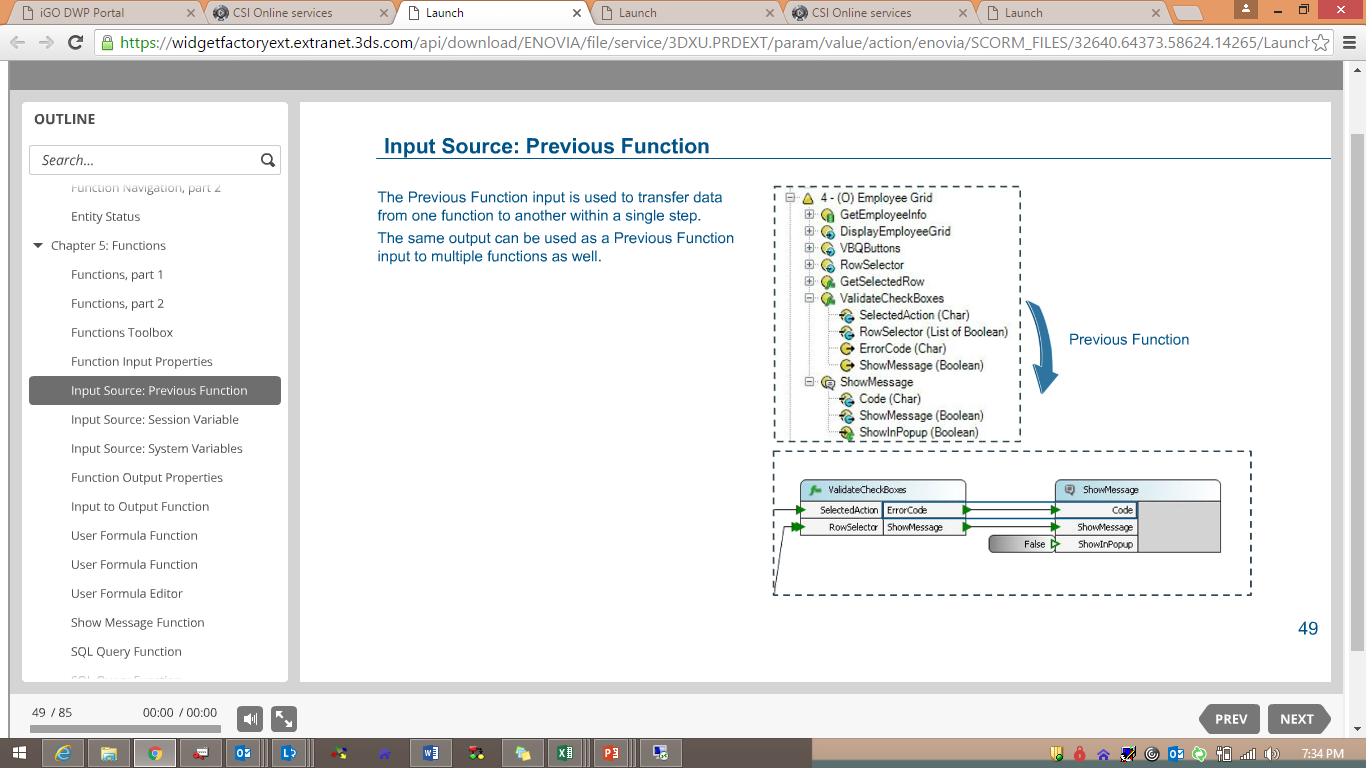 iGO DWP Portal
CSI Online services
Launch
Launch
CSI Online services
Launch
https://widgetfactoryext.extranet.3ds.com/api/download/ENOVIA/file/service/3DXU.PRDEXT/param/value/action/enovia/SCORM_FILES/32640.64373.58624.14265/Launch
OUTLINE
Search...
Function Navigation, part 2
Entity Status
Chapter 5: Functions
Functions, part 1
Functions, part 2
Functions Toolbox
Function Input Properties
Input Source: Previous Function
Input Source: Session Variable
Input Source: System Variables
Function Output Properties
Input to Output Function
User Formula Function
User Formula Function
User Formula Editor
Show Message Function
SQL Query Function
49 / 85
00:00 / 00:00
Input Source: Previous Function
The Previous Function input is used to transfer data
from one function to another within a single step.
The same output can be used as a Previous Function
input to multiple functions as well.
4 - (O) Employee Grid
GetEmployeeInfo
DisplayEmployeeGrid
VBQButtons
RowSelector
GetSelectedRow
ValidateCheckBoxes
SelectedAction (Char)
RowSelector (List of Boolean)
ErrorCode (Char)
ShowMessage (Boolean)
ShowMessage
Code (Char)
ShowMessage (Boolean)
ShowInPopup (Boolean)
Previous Function
ValidateCheckBoxes
SelectedAction ErrorCode
RowSelector ShowMessage
ShowMessage
Code
ShowMessage
False ShowInPopup
49
PREV
NEXT
7:34 PM